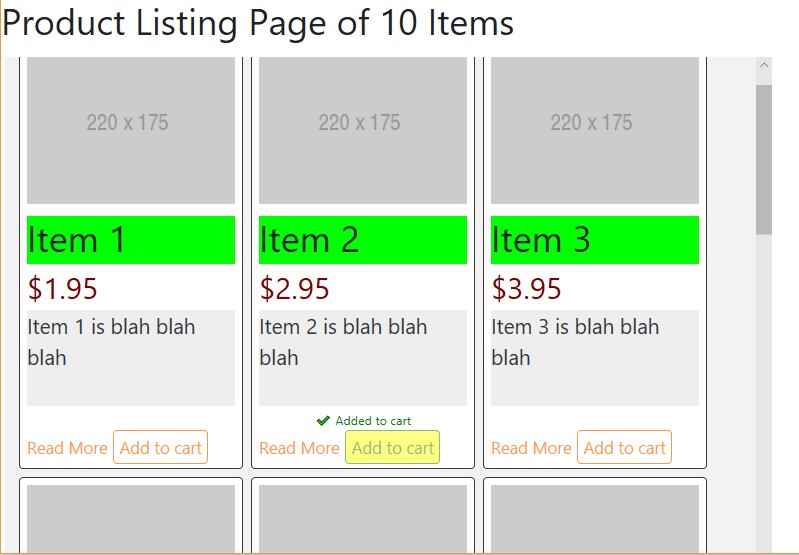 Product Listing Page of 10 Items
220 x 175
220 x 175
220 x 175
Item 1
$1.95
Item 1 is blah blah
blah
Read More Add to cart
Item 2
$2.95
Item 2 is blah blah
blah
Added to cart
Read More Add to cart
Item 3
$3.95
Item 3 is blah blah
blah
Read More Add to cart